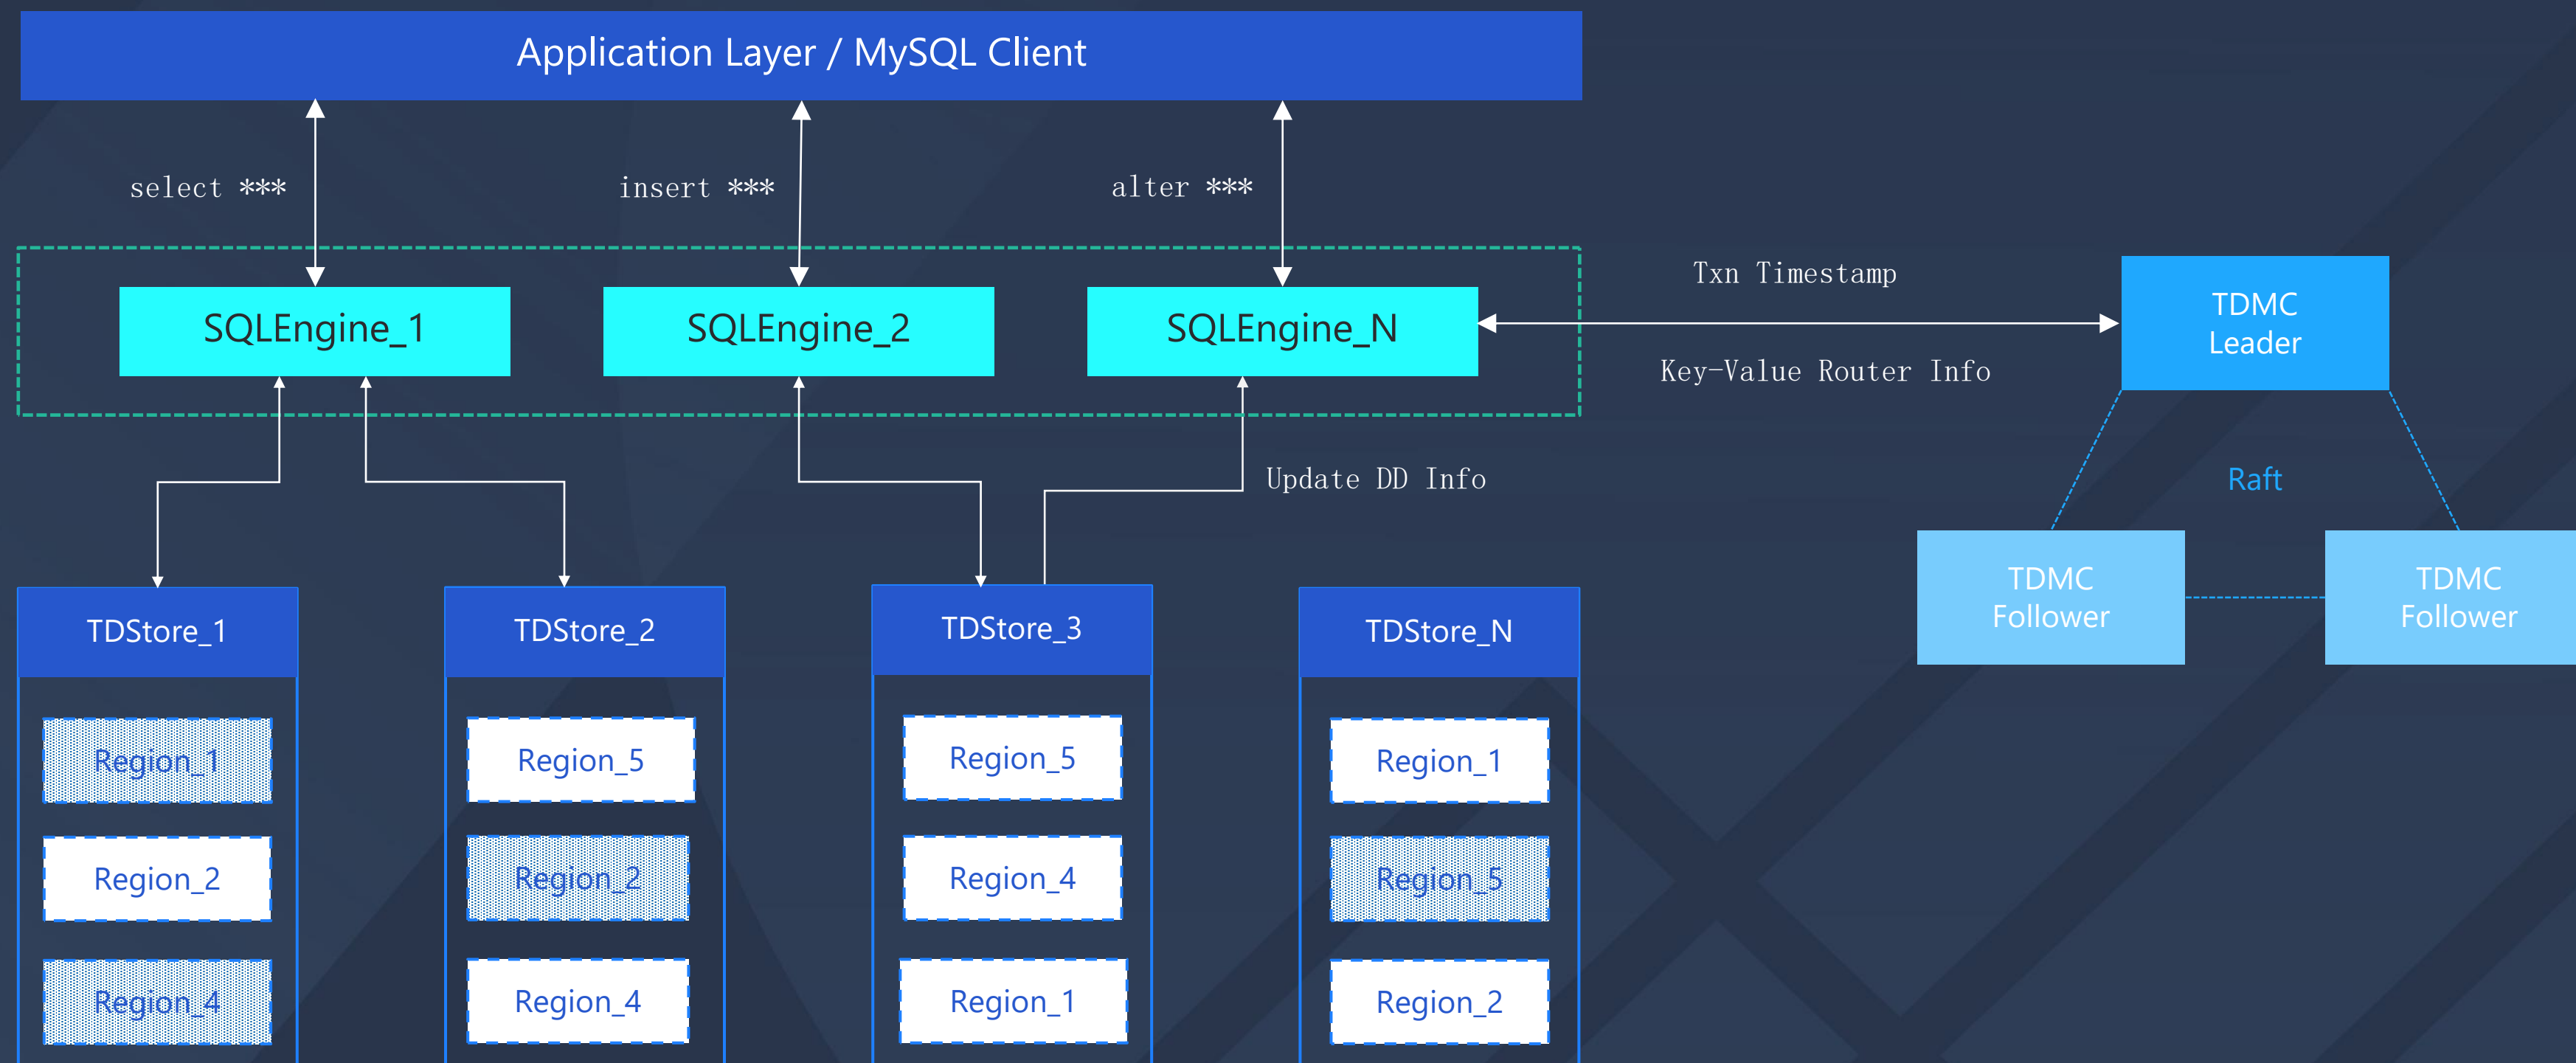 Application Layer / MySQL Client
select ***
insert ***
alter ***
SQLEngine_1
SQLEngine_2
SQLEngine_N
Txn Timestamp
Key-Value Router Info
TDMC
Leader
Update DD Info
Raft
TDMC
Follower
TDMC
Follower
TDStore_1
TDStore_2
TDStore_3
TDStore_N
Region_1
Region_5
Region_5
Region_1
Region_2
Region_2
Region_4
Region_5
Region_4
Region_4
Region_1
Region_2